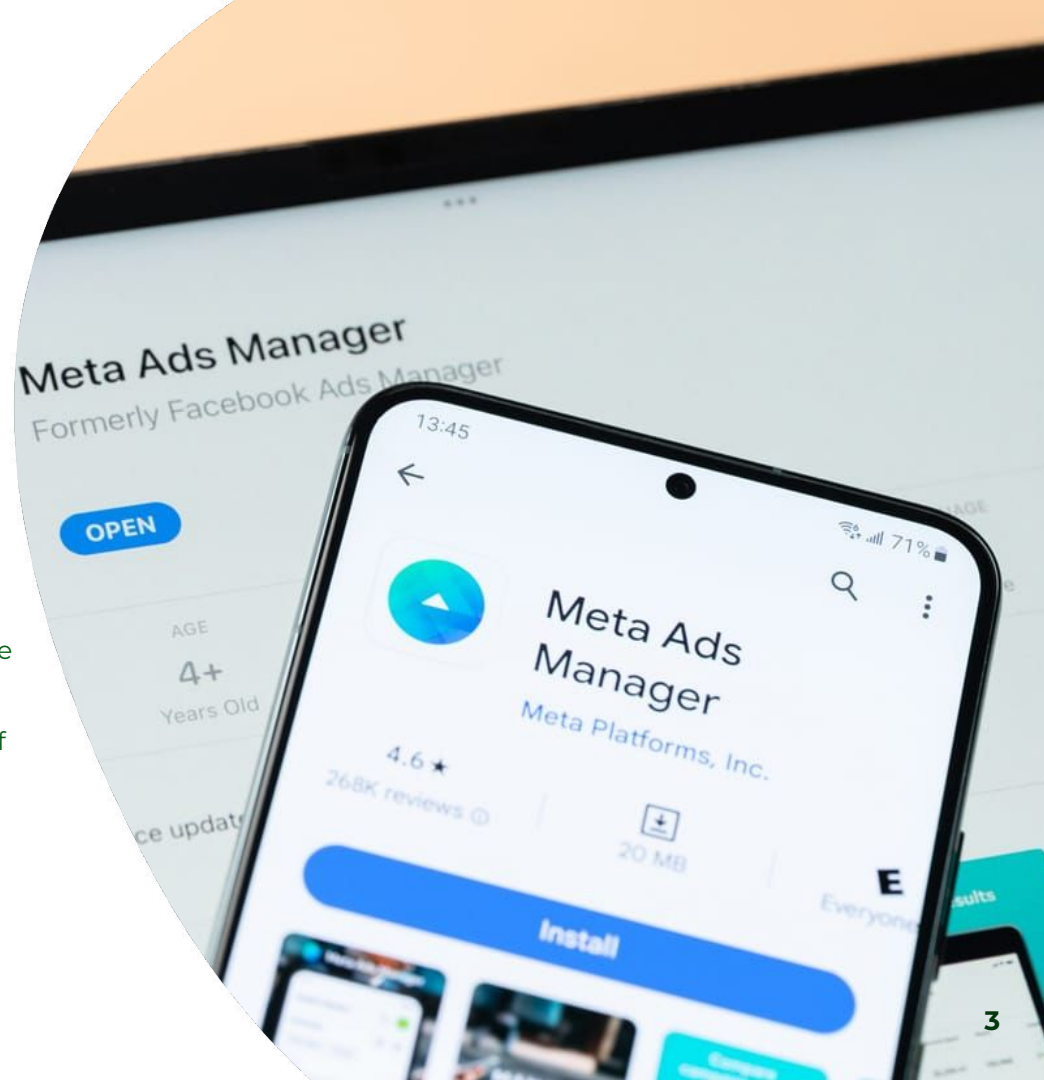 Meta Ads Manager
Formerly Facebook Ads Manager
OPEN
AGE
4+
Years Old
e
f
ce updat
13:45
71%
Meta Ads
Manager
Meta Platforms, Inc.
4.6★
268K reviews
20 MB
E
Everyone
Install
sults
3